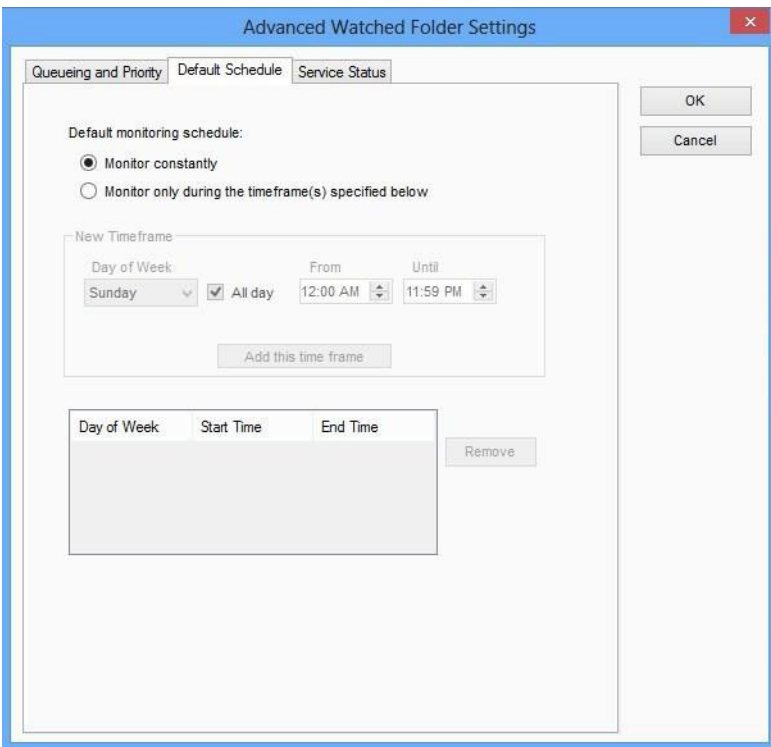 Advanced Watched Folder Settings
Queueing and Priority Default Schedule Service Status
OK
Cancel
Default monitoring schedule:
Monitor constantly
Monitor only during the timeframe(s) specified below
New Timeframe
Day of Week From Until
Sunday All day 12:00 AM 11:59 PM
Add this time frame
Day of Week Start Time End Time
Remove